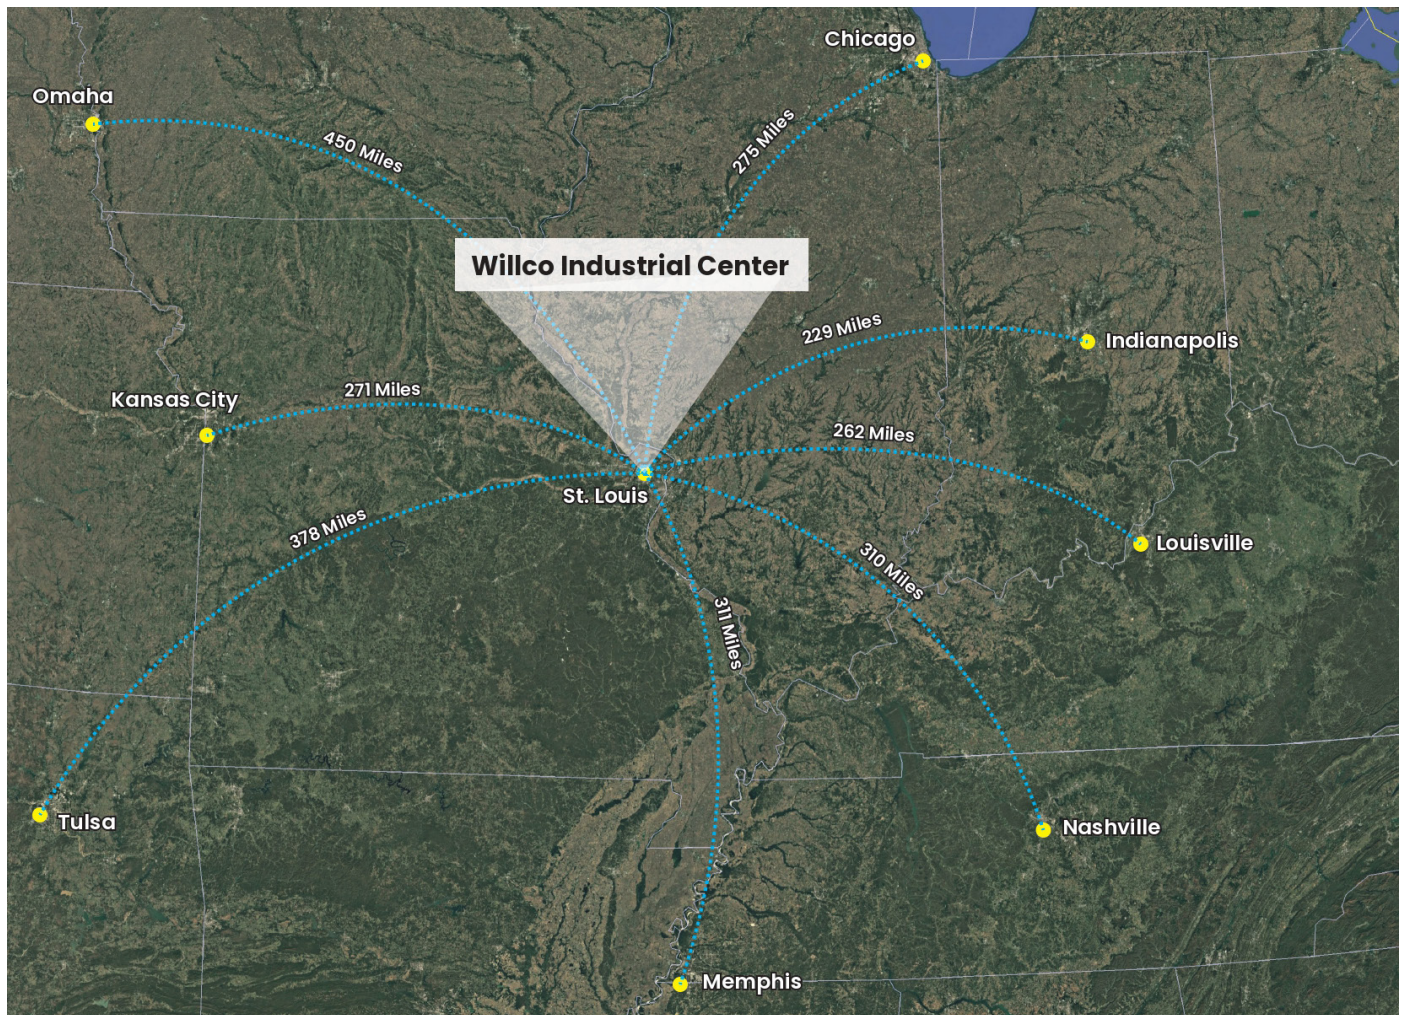 Chicago
Omaha
450 Miles
275 Miles
Willco Industrial Center
229 Miles
Indianapolis
271 Miles
Kansas City
262 Miles
St. Louis
378 Miles
Louisville
310 Miles
311 Miles
Tulsa
Nashville
Memphis